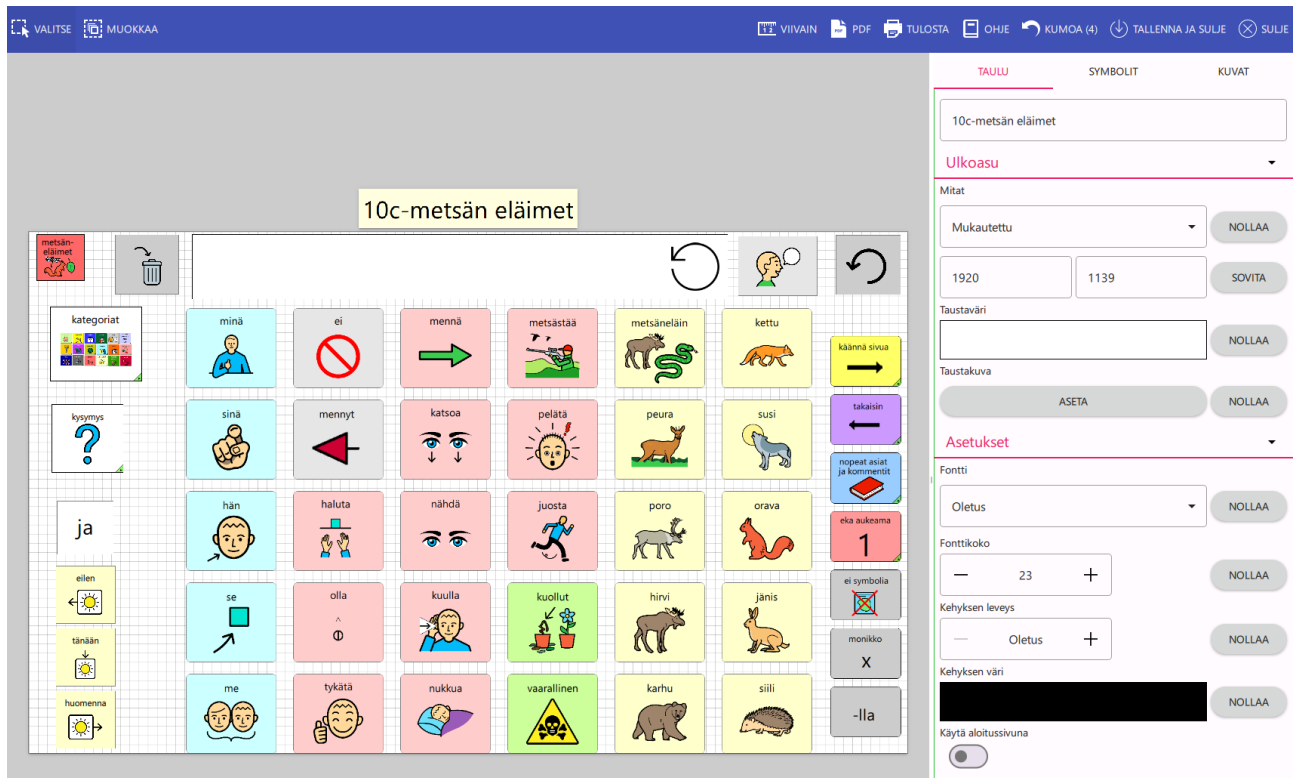 VALITSE MUOKKAA VIIVAIN PDF TULOSTA OHJE KUMOA (4) TALLENNA JA SULJE SULJE
TAULU SYMBOLIT KUVAT
10c-metsän eläimet
Ulkoasu
Mitat
Mukautettu NOLLAA
1920 1139 SOVITA
Taustaväri
NOLLAA
Taustakuva
ASETA NOLLAA
Asetukset
Fontti
Oletus NOLLAA
Fonttikoko
— 23 + NOLLAA
Kehyksen leveys
— Oletus + NOLLAA
Kehyksen väri
NOLLAA
Käytä aloitussivuna
10c-metsän eläimet
metsän-
eläimet
kategoriat
kysymys
?
ja
eilen
tänään
huomenna
minä ei mennä metsästää metsäneläin kettu
sinä mennyt katsoa pelätä peura susi
hän haluta nähdä juosta poro orava
se olla kuulla kuollut hirvi jänis
me tykätä nukkua vaarallinen karhu siili
käännä sivua
takaisin
nopeat asiat
ja kommentit
eka aukeama
1
ei symbolia
monikko
x
-lla